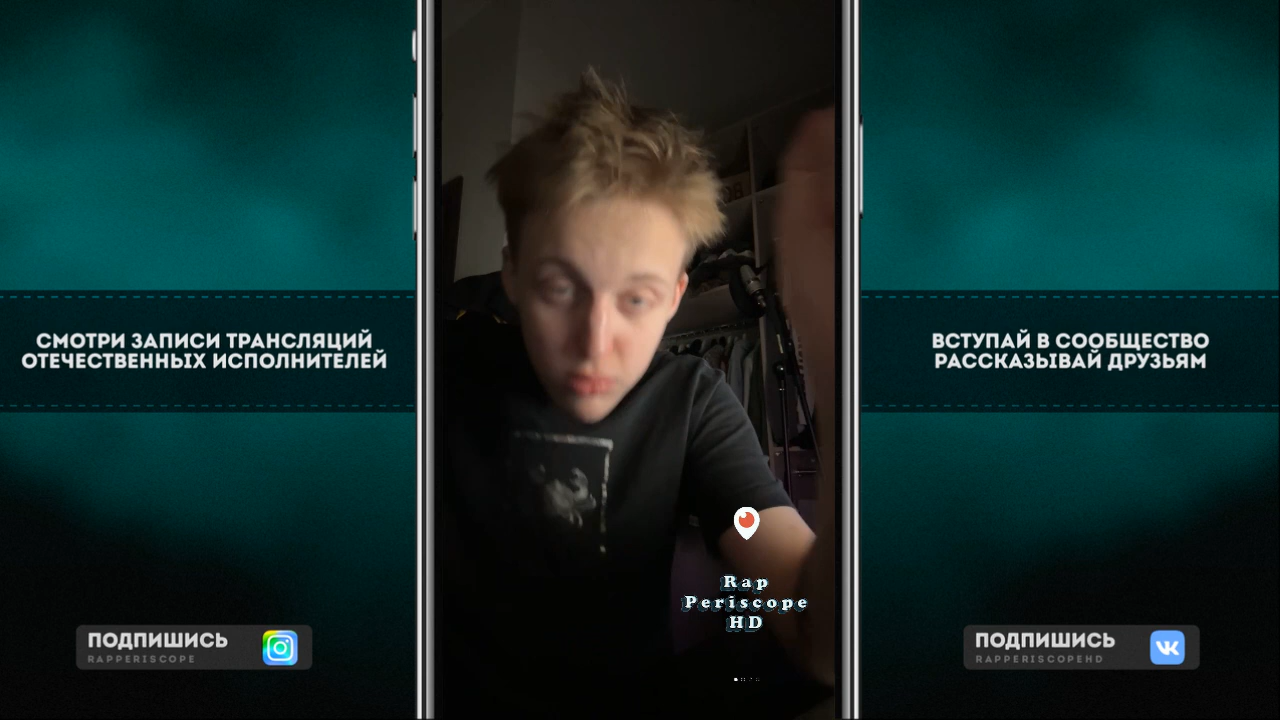 СМОТРИ ЗАПИСИ ТРАНСЛЯЦИЙ
ОТЕЧЕСТВЕННЫХ ИСПОЛНИТЕЛЕЙ
ВСТУПАЙ В СООБЩЕСТВО
РАССКАЗЫВАЙ ДРУЗЬЯМ
Rap
Periscope
HD
ПОДПИШИСЬ
RAPPERISCOPE
ПОДПИШИСЬ
RAPPERISCOPEHD